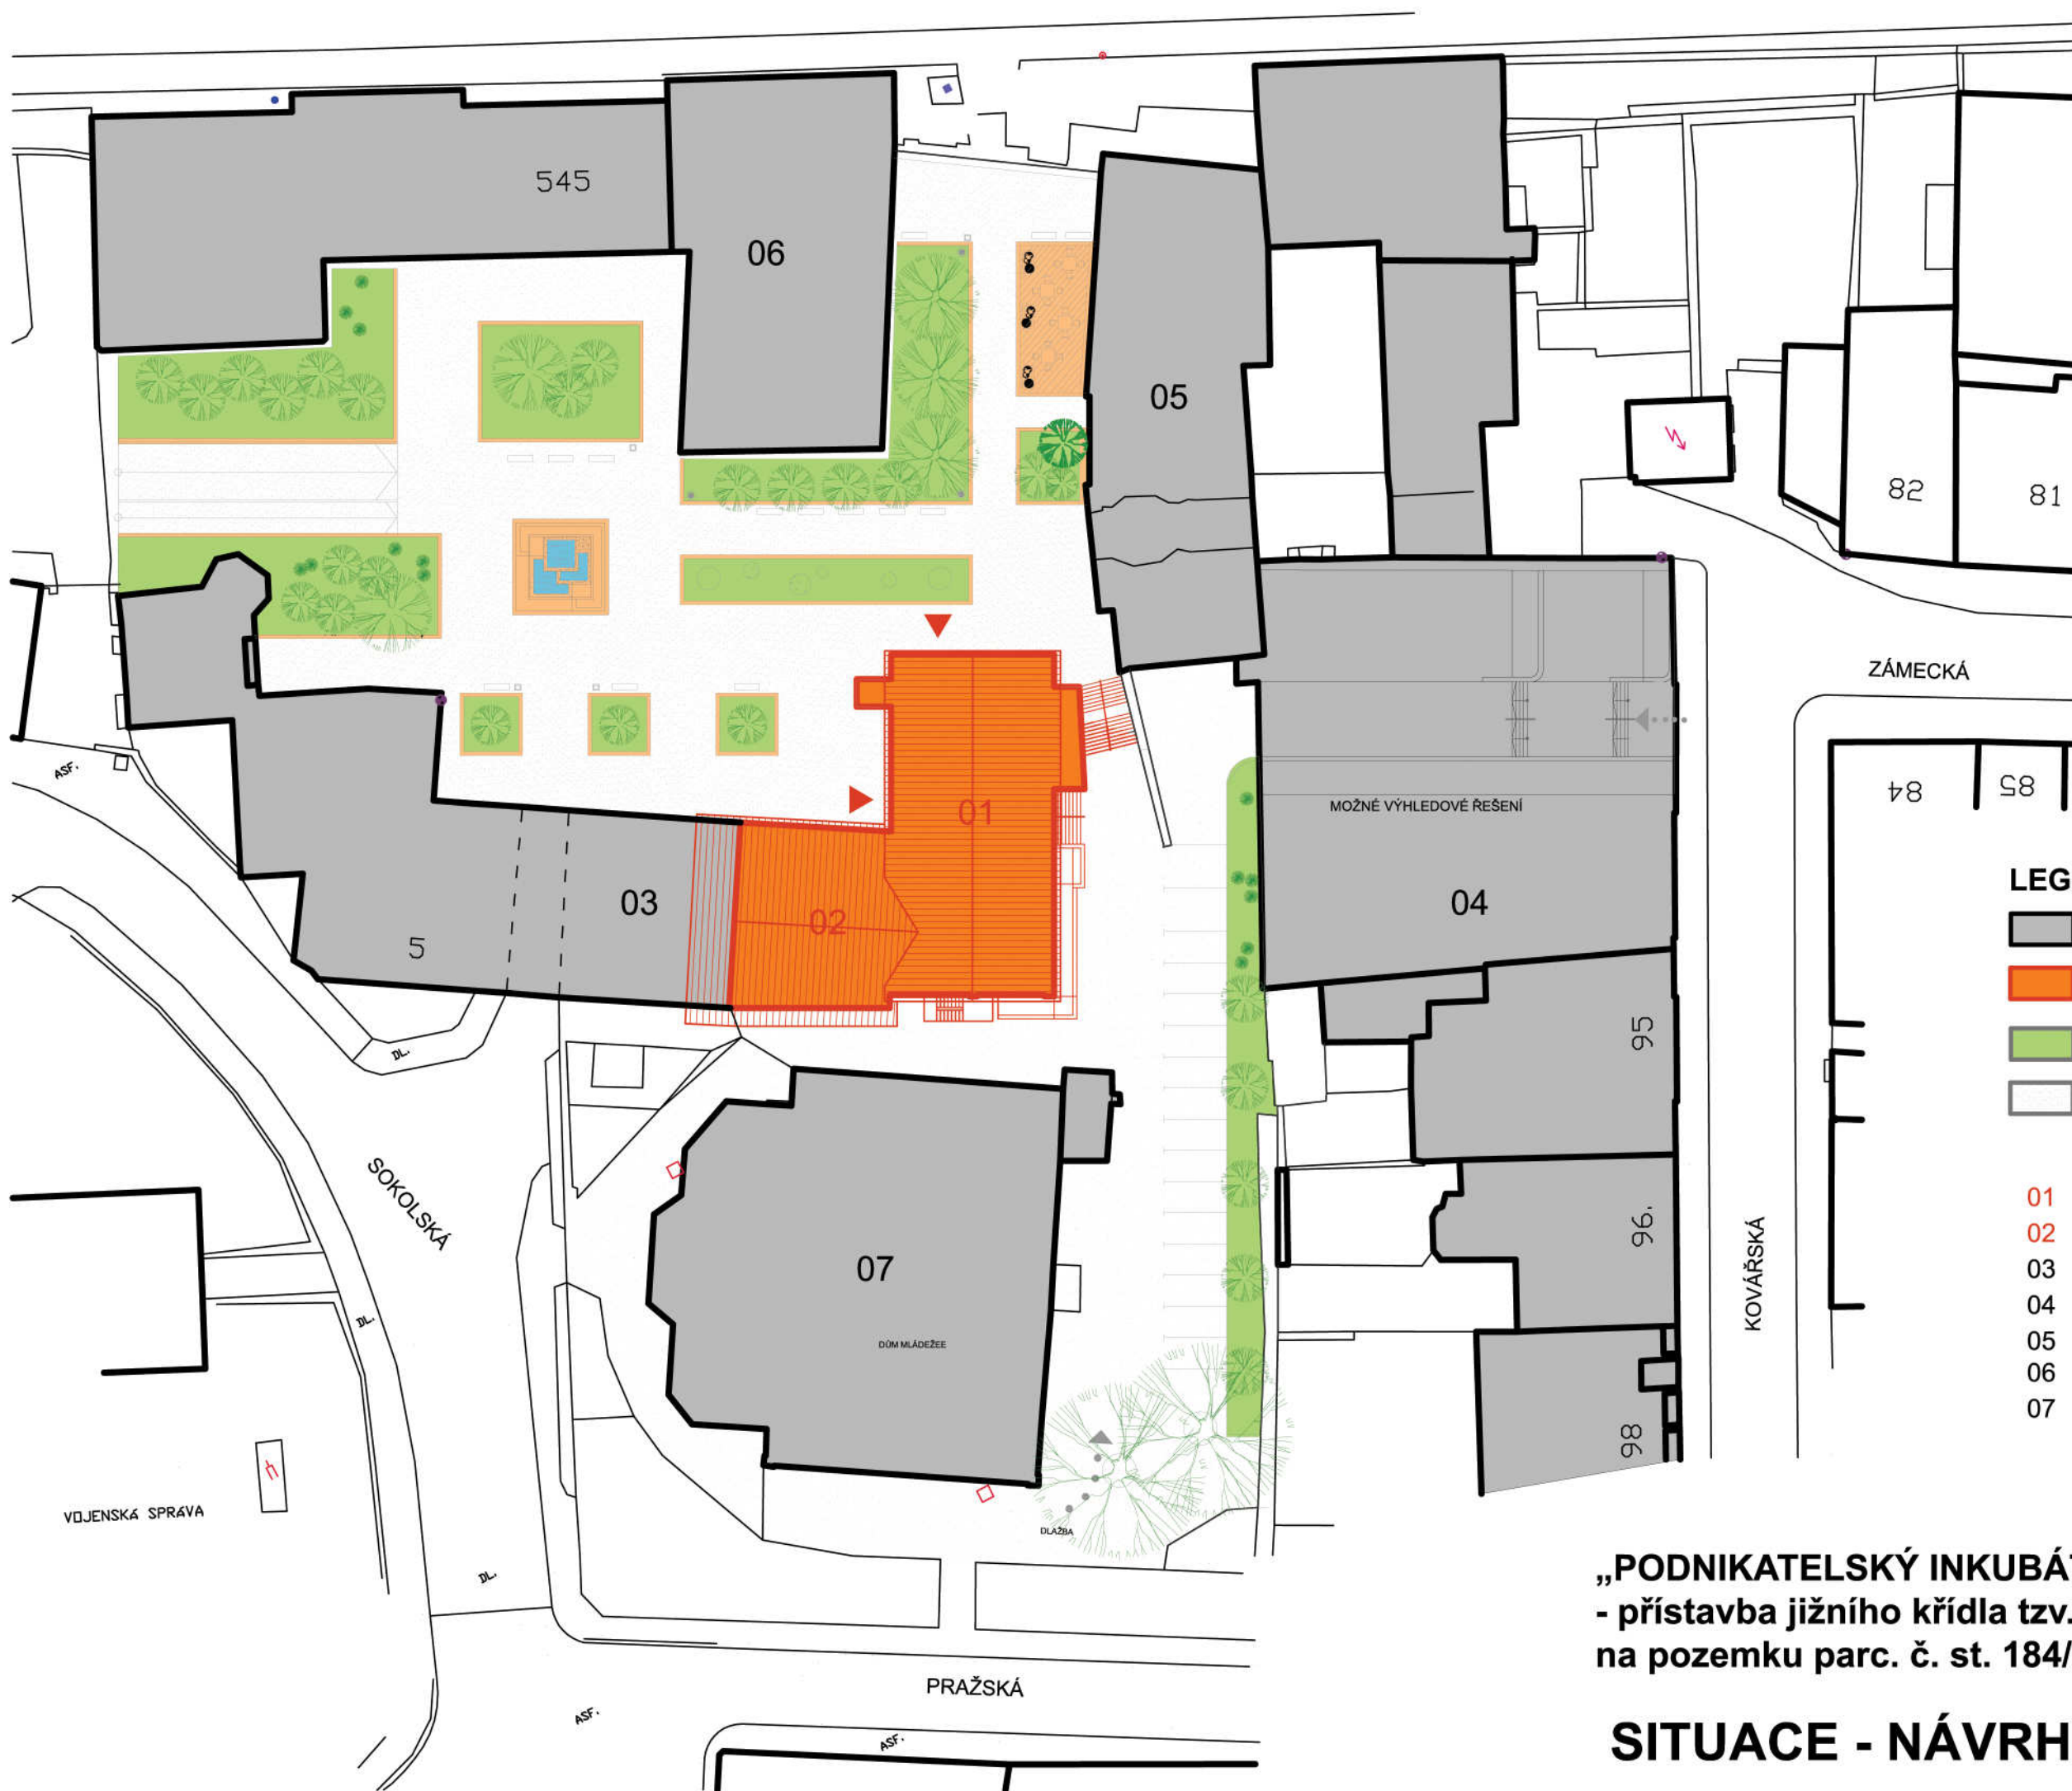 545
06
05
82
81
ZÁMECKÁ
84
85
ASF.
01
MOŽNÉ VÝHLEDOVÉ ŘEŠENÍ
LEG
03
02
04
5
DL.
95
SOKOLSKÁ
01
02
03
04
05
06
07
96.
KOVÁŘSKÁ
07
DL.
DŮM MLÁDEŽEE
98
VOJENSKÁ SPRÁVA
DLAŽBA
DL.
„PODNIKATELSKÝ INKUBÁT
- přístavba jižního křídla tzv.
na pozemku parc. č. st. 184/
PRAŽSKÁ
ASF.
ASF.
SITUACE - NÁVRH